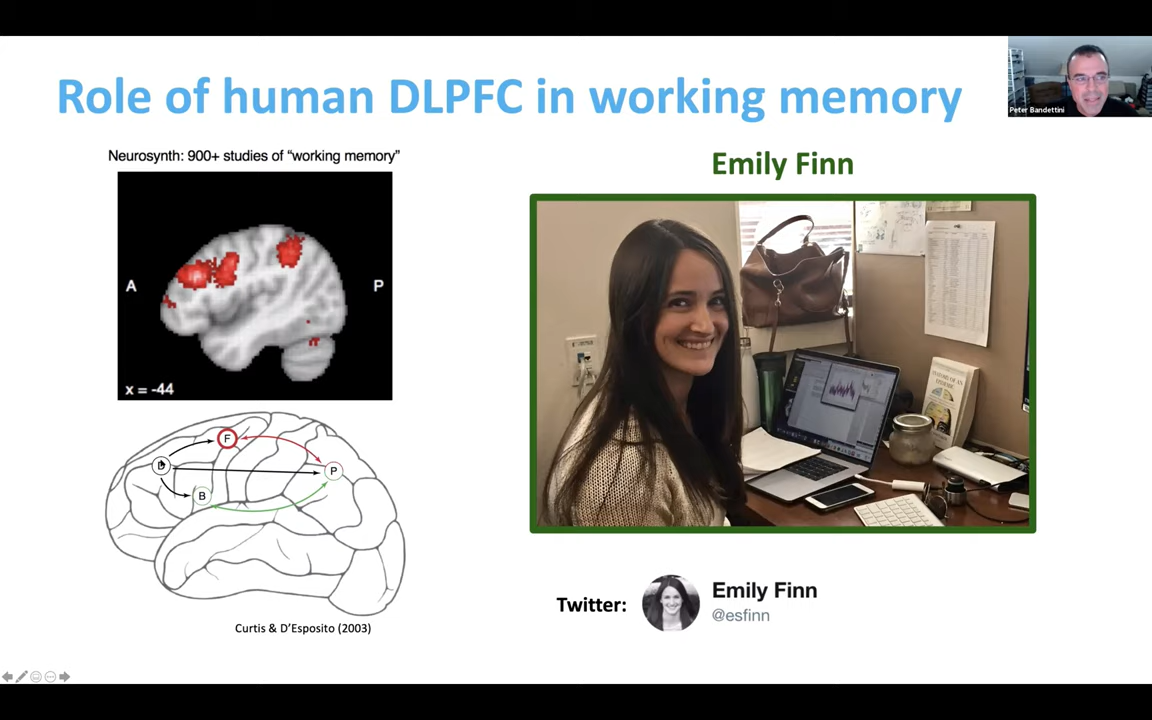 Role of human DLPFC in working memory
Peter Bandettini
Neurosynth: 900+ studies of “working memory”
A
P
x = -44
F
P
B
Curtis & D’Esposito (2003)
Emily Finn
Twitter:
Emily Finn
@esfinn